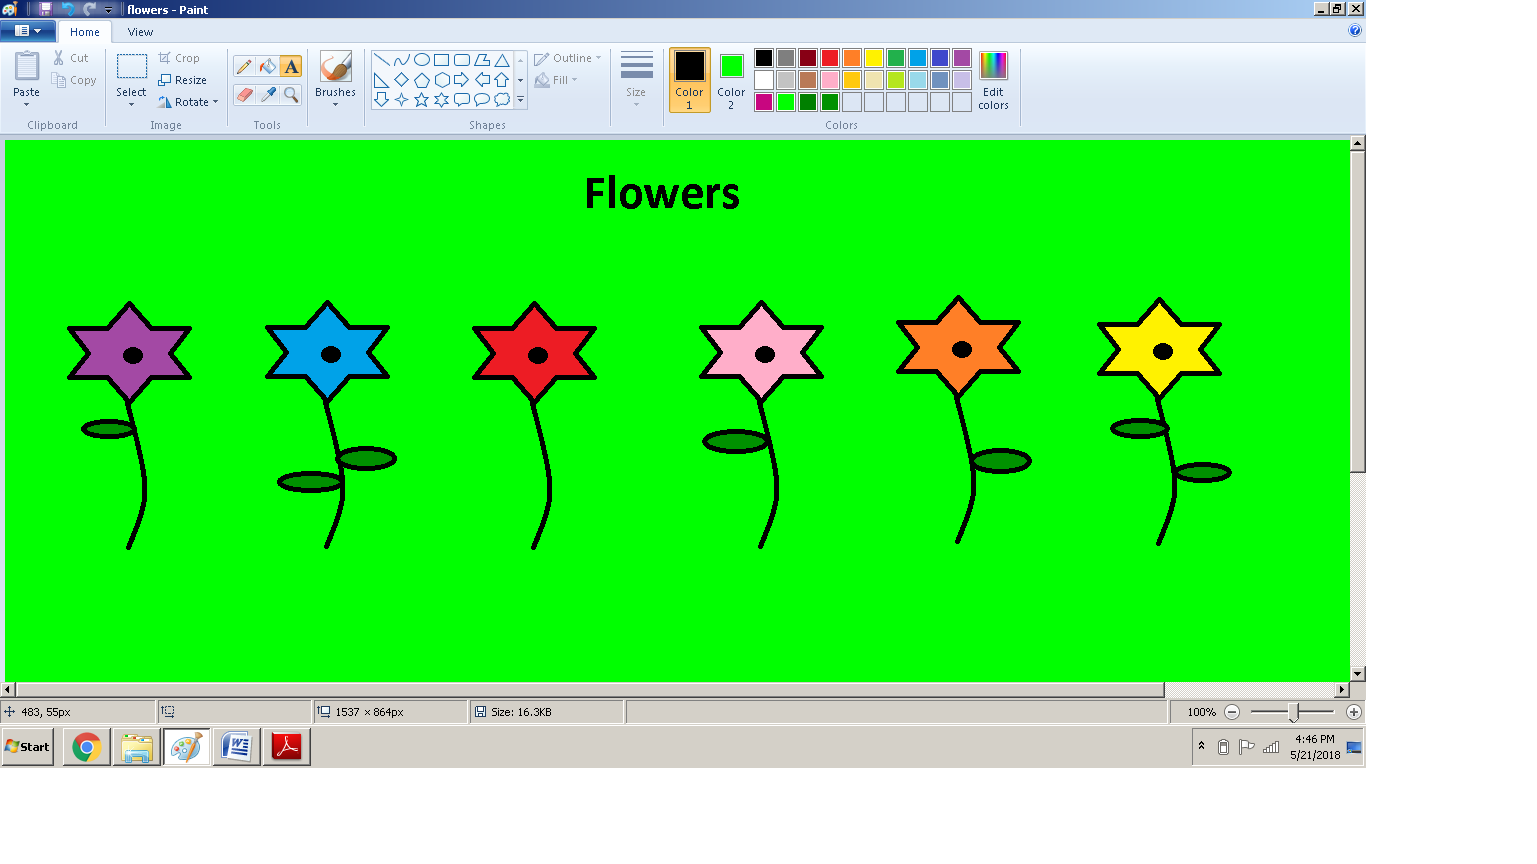 flowers - Paint
Home View
Paste
Cut
Copy
Clipboard
Select
Crop
Resize
Rotate
Image
A
Tools
Brushes
Shapes
Outline
Fill
Size
Color 1
Color 2
Edit colors
Colors
Flowers
483, 55px
1537 × 864px
Size: 16.3KB
100%
Start
W
4:46 PM
5/21/2018